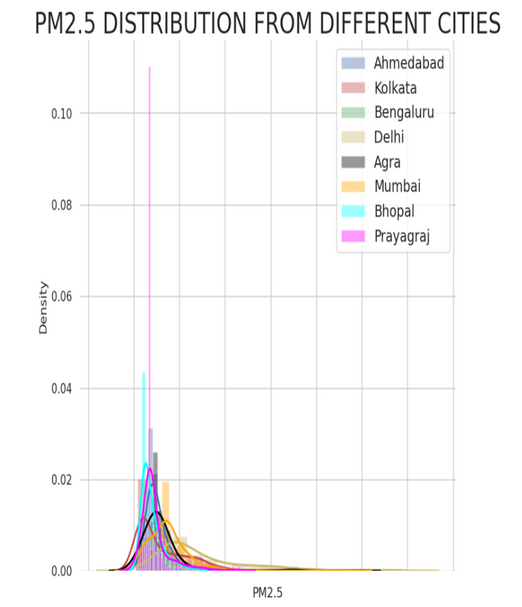 PM2.5 DISTRIBUTION FROM DIFFERENT CITIES
Ahmedabad
Kolkata
Bengaluru
Delhi
Agra
Mumbai
Bhopal
Prayagraj
0.10
0.08
0.06
0.04
0.02
0.00
Density
PM2.5